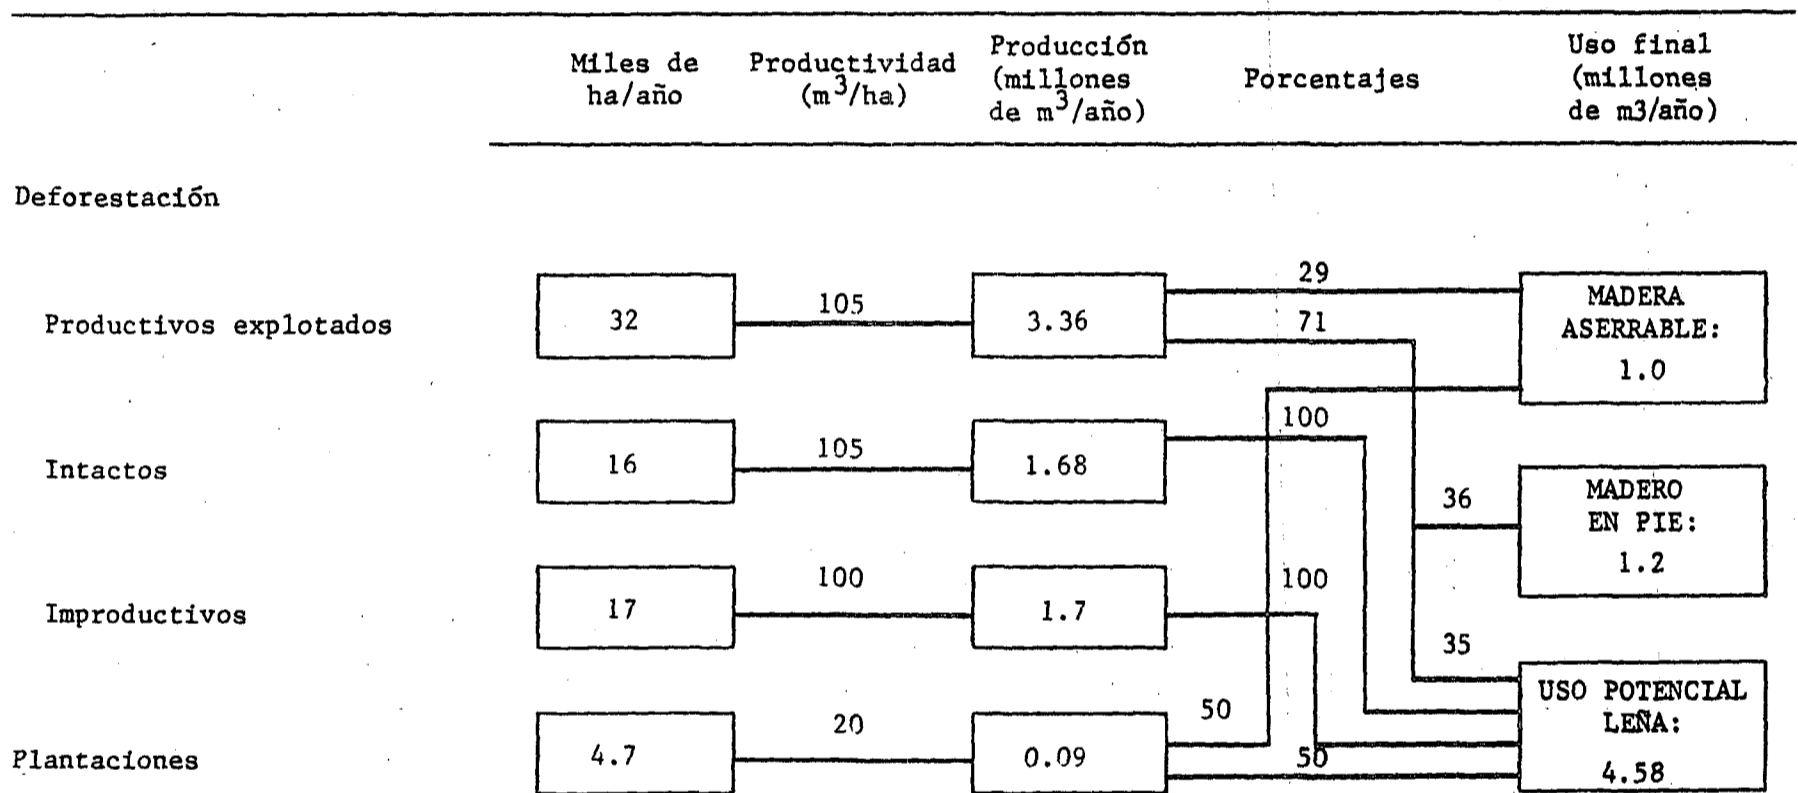 Miles de
ha/año
Productividad
(m³/ha)
Producción
(millones
de m³/año)
Porcentajes
Uso final
(millones
de m3/año)
Deforestación
Productivos explotados
32
105
3.36
29
71
MADERA
ASERRABLE:
1.0
Intactos
16
105
1.68
100
36
MADERO
EN PIE:
1.2
Improductivos
17
100
1.7
100
35
Plantaciones
4.7
20
0.09
50
50
USO POTENCIAL
LEÑA:
4.58